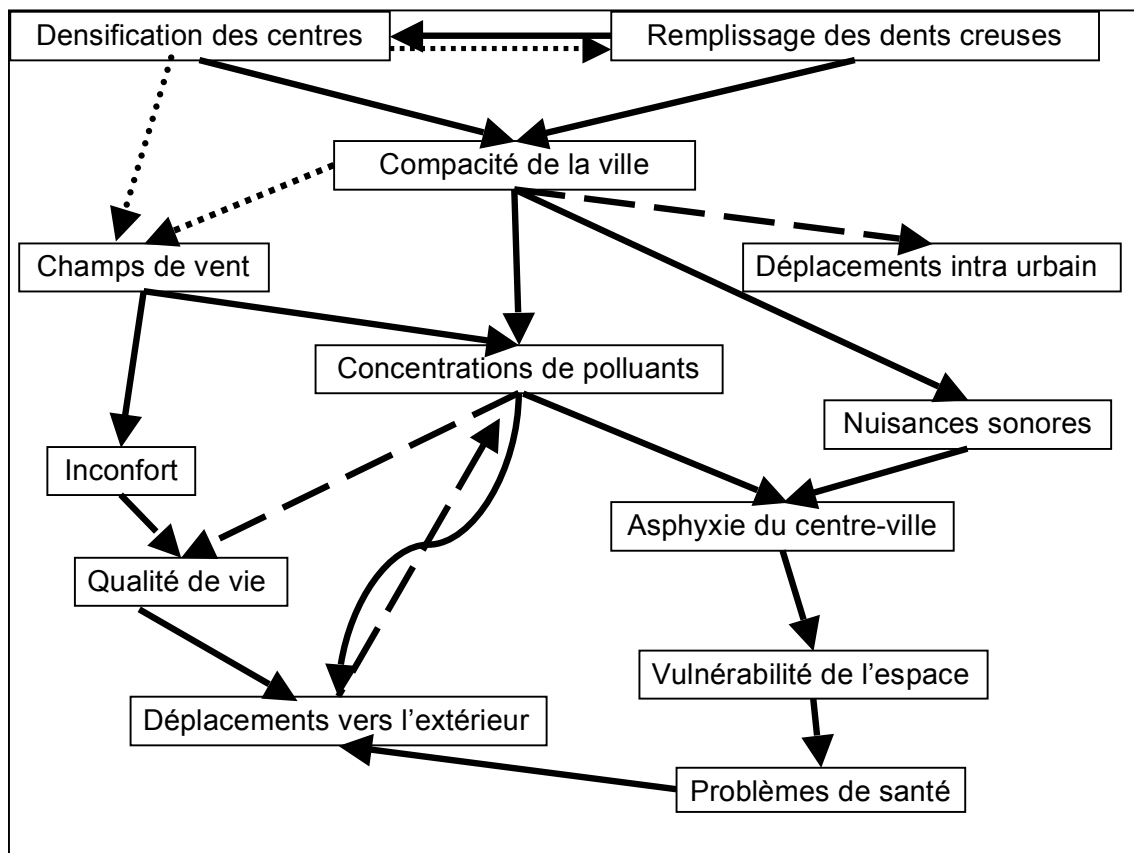 Densification des centres
Remplissage des dents creuses
Compacité de la ville
Champs de vent
Déplacements intra urbain
Concentrations de polluants
Nuisances sonores
Inconfort
Asphyxie du centre-ville
Qualité de vie
Vulnérabilité de l'espace
Déplacements vers l'extérieur
Problèmes de santé